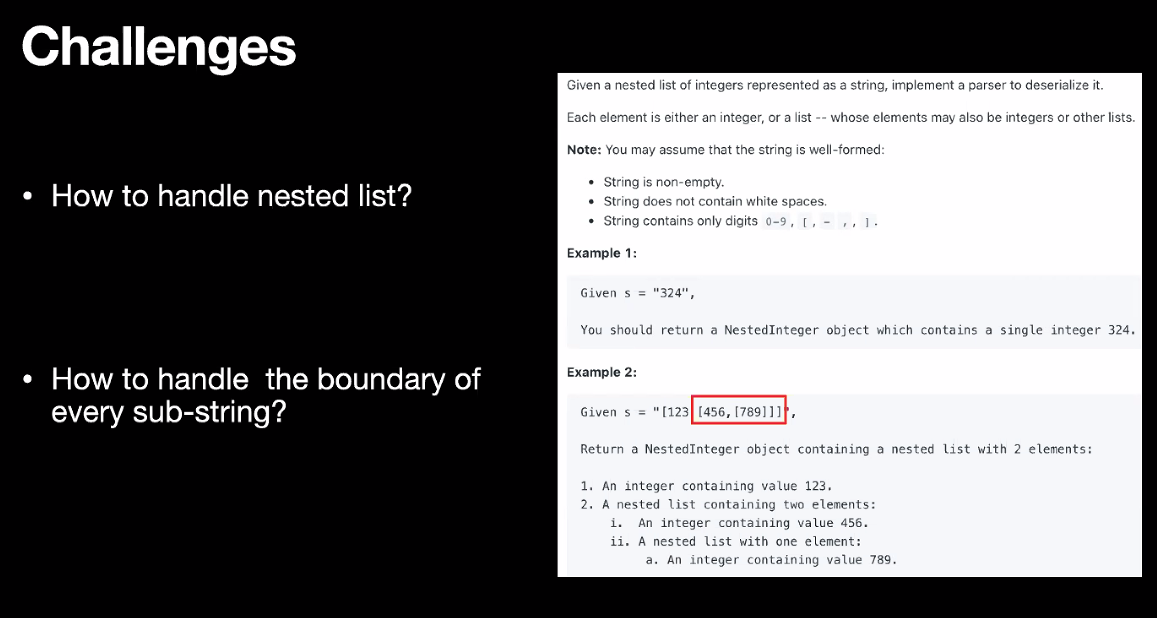 Challenges
• How to handle nested list?
• How to handle  the boundary of
every sub-string?
Given a nested list of integers represented as a string, implement a parser to deserialize it.
Each element is either an integer, or a list -- whose elements may also be integers or other lists.
Note: You may assume that the string is well-formed:
• String is non-empty.
• String does not contain white spaces.
• String contains only digits 0-9, [, - ,, ].
Example 1:
Given s = "324",
You should return a NestedInteger object which contains a single integer 324.
Example 2:
Given s = "[123 [456,[789]]]",
Return a NestedInteger object containing a nested list with 2 elements:
1. An integer containing value 123.
2. A nested list containing two elements:
i.  An integer containing value 456.
ii. A nested list with one element:
a. An integer containing value 789.